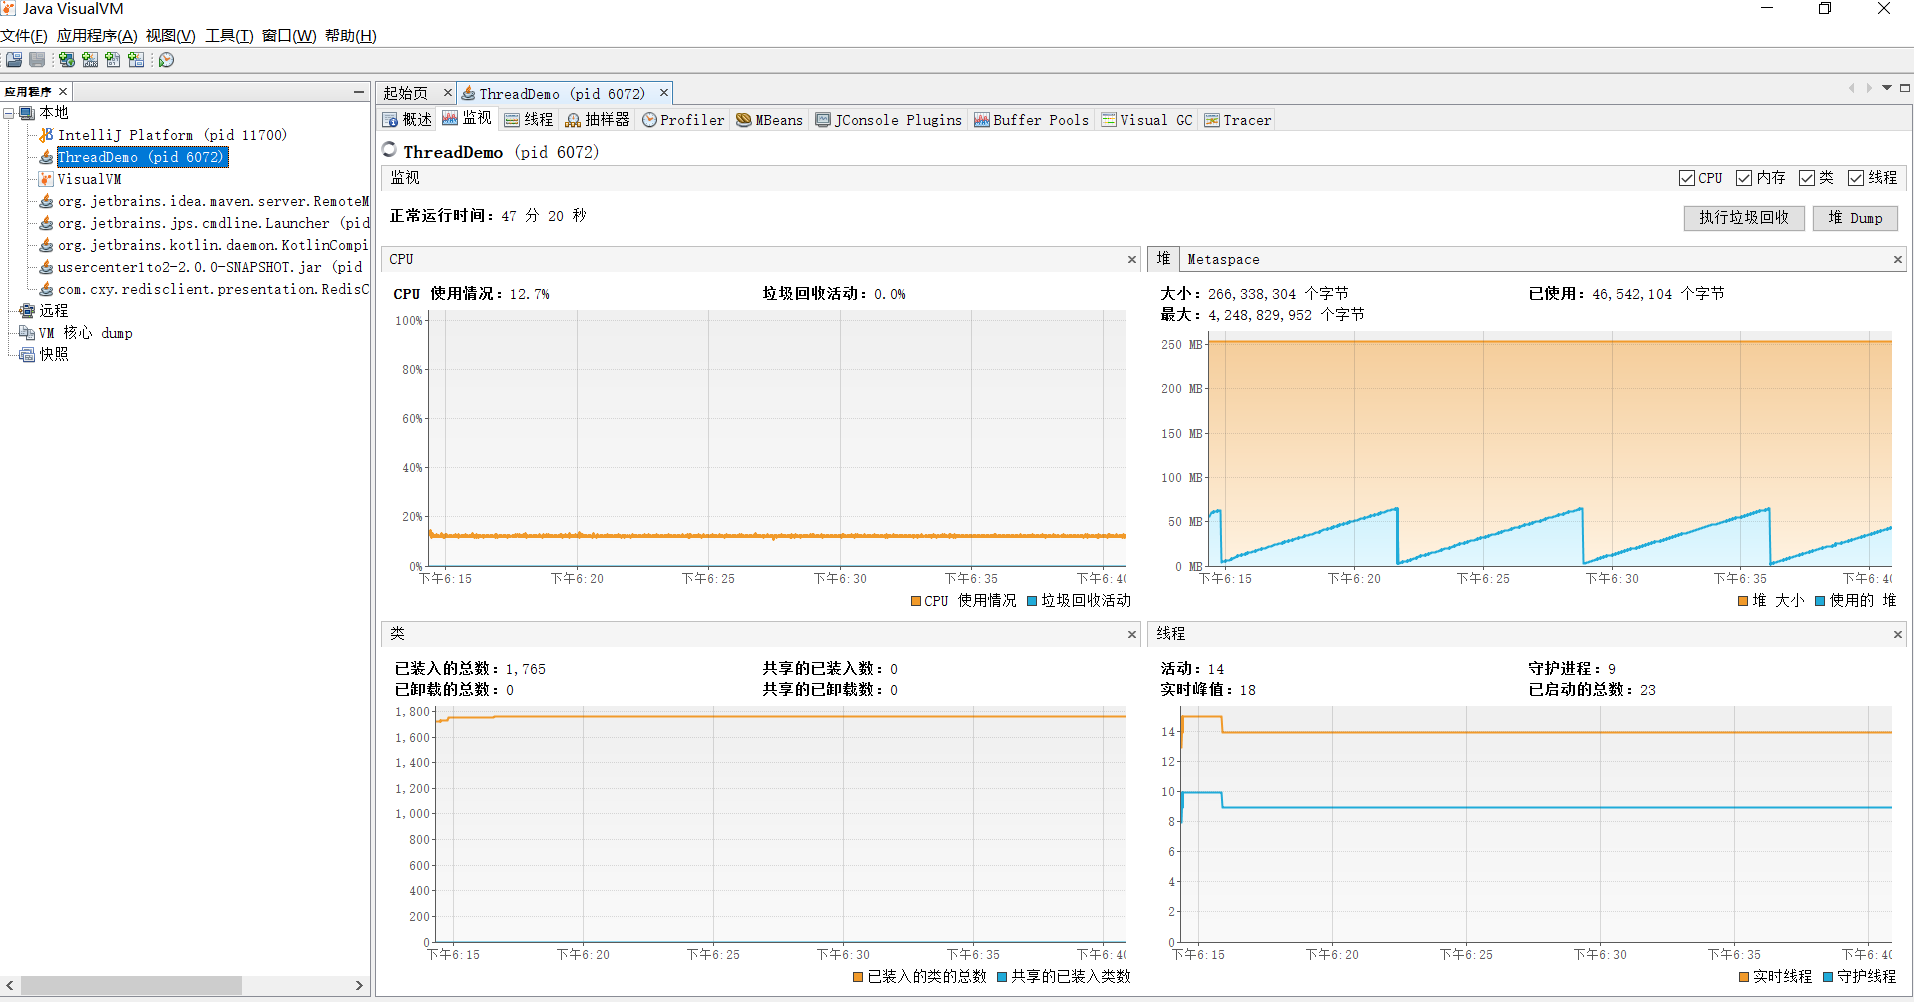 Java VisualVM
文件(F) 应用程序(A) 视图(V) 工具(T) 窗口(W) 帮助(H)
应用程序
本地
IntelliJ Platform (pid 11700)
ThreadDemo (pid 6072)
VisualVM
org.jetbrains.idea.maven.server.RemoteM
org.jetbrains.jps.cmdline.Launcher (pid
org.jetbrains.kotlin.daemon.KotlinCompi
usercenter1to2-2.0.0-SNAPSHOT.jar (pid
com.cxy.redisclient.presentation.RedisC
远程
VM 核心 dump
快照
起始页 ThreadDemo (pid 6072)
概述 监视 线程 抽样器 Profiler MBeans JConsole Plugins Buffer Pools Visual GC Tracer
ThreadDemo (pid 6072)
监视 CPU 内存 类 线程
正常运行时间: 47 分 20 秒
执行垃圾回收 堆 Dump
CPU
CPU 使用情况: 12.7% 垃圾回收活动: 0.0%
100%
80%
60%
40%
20%
0%
下午6:15 下午6:20 下午6:25 下午6:30 下午6:35 下午6:40
CPU 使用情况 垃圾回收活动
堆 Metaspace
大小: 266,338,304 个字节 已使用: 46,542,104 个字节
最大: 4,248,829,952 个字节
250 MB
200 MB
150 MB
100 MB
50 MB
0 MB
下午6:15 下午6:20 下午6:25 下午6:30 下午6:35 下午6:40
堆 大小 使用的 堆
类
已装入的总数: 1,765 共享的已装入数: 0
已卸载的总数: 0 共享的已卸载数: 0
1,800
1,600
1,400
1,200
1,000
800
600
400
200
0
下午6:15 下午6:20 下午6:25 下午6:30 下午6:35 下午6:40
已装入的类的总数 共享的已装入类数
线程
活动: 14 守护进程: 9
实时峰值: 18 已启动的总数: 23
14
12
10
8
6
4
2
0
下午6:15 下午6:20 下午6:25 下午6:30 下午6:35 下午6:40
实时线程 守护线程